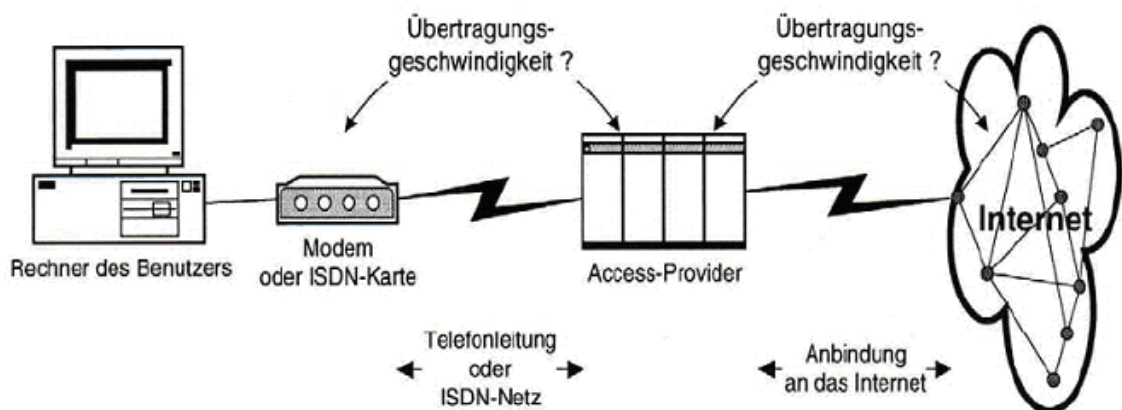 Übertragungs-
geschwindigkeit ?
Übertragungs-
geschwindigkeit ?
Internet
Rechner des Benutzers
Modem
oder ISDN-Karte
Access-Provider
Telefonleitung
oder
ISDN-Netz
Anbindung
an das Internet